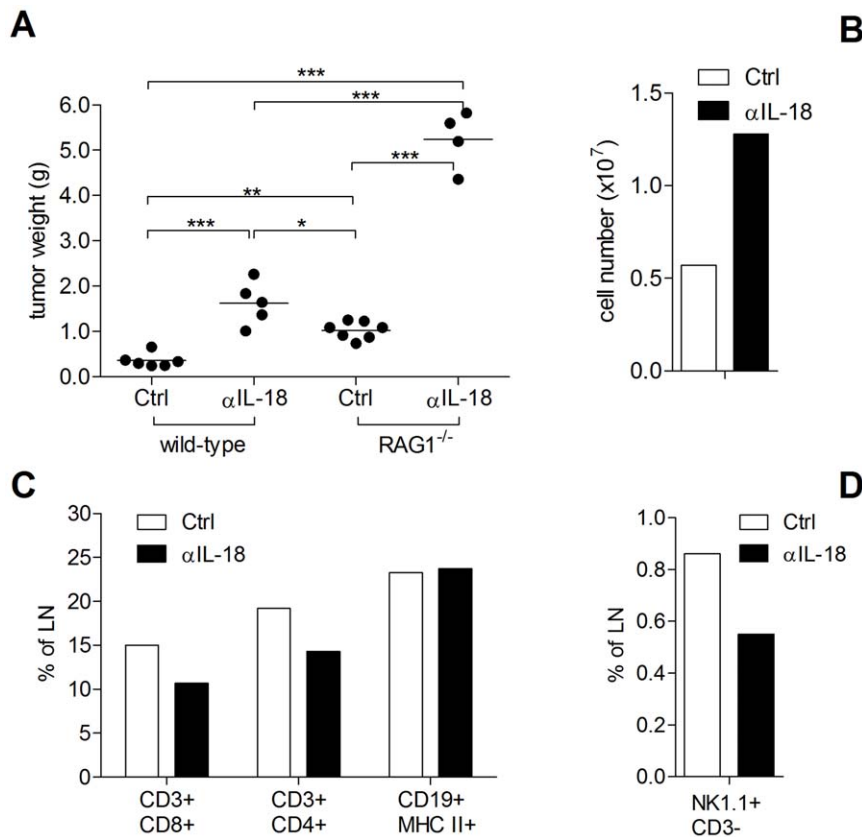 A
***
***
***
**
***
*
tumor weight (g)
6.0
5.0
4.0
3.0
2.0
1.0
0.0
Ctrl αIL-18 Ctrl αIL-18
wild-type RAG1-/-
B
Ctrl
αIL-18
cell number (x10⁷)
1.5
1.0
0.5
0.0
C
Ctrl
αIL-18
% of LN
30
25
20
15
10
5
0
CD3+ CD3+ CD19+
CD8+ CD4+ MHC II+
D
Ctrl
αIL-18
% of LN
1.0
0.8
0.6
0.4
0.2
0.0
NK1.1+
CD3-